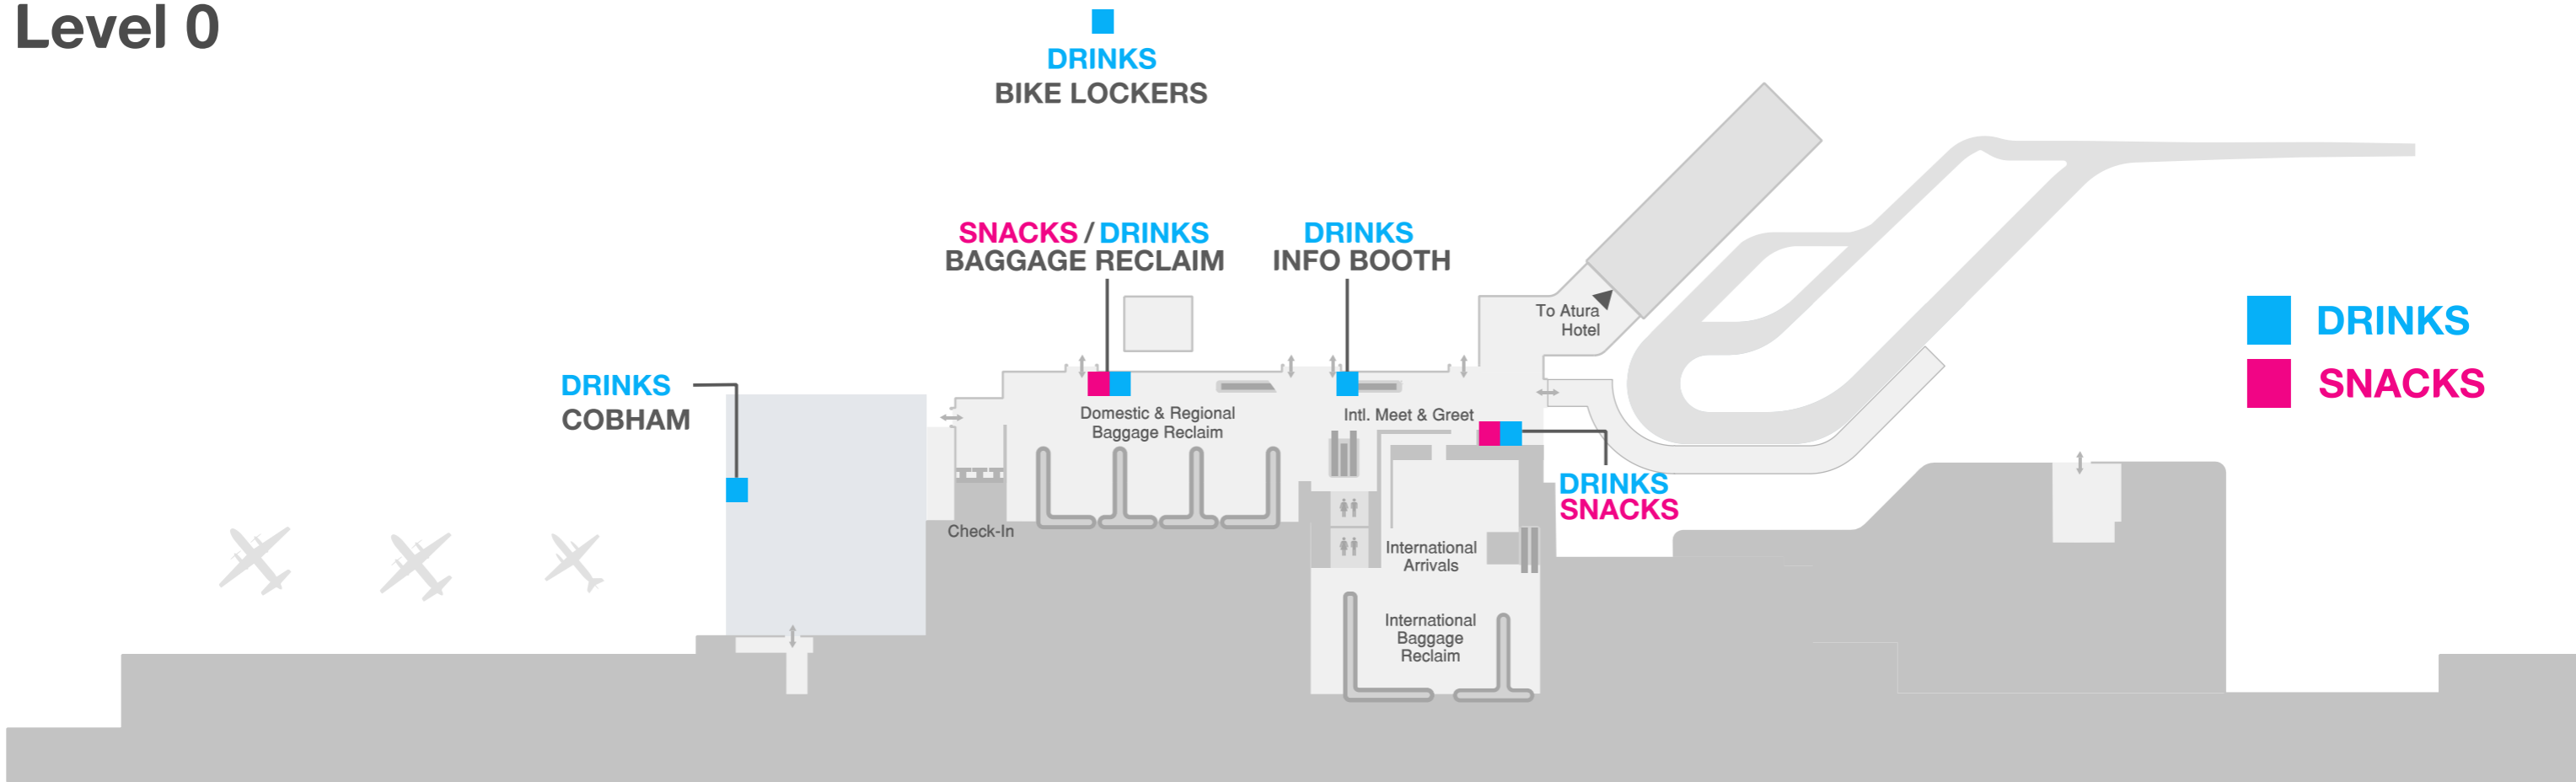 Level 0
DRINKS
BIKE LOCKERS
SNACKS / DRINKS
BAGGAGE RECLAIM
DRINKS
INFO BOOTH
To Atura
Hotel
DRINKS
SNACKS
DRINKS
COBHAM
Domestic & Regional
Baggage Reclaim
Intl. Meet & Greet
DRINKS
SNACKS
Check-In
International
Arrivals
International
Baggage
Reclaim